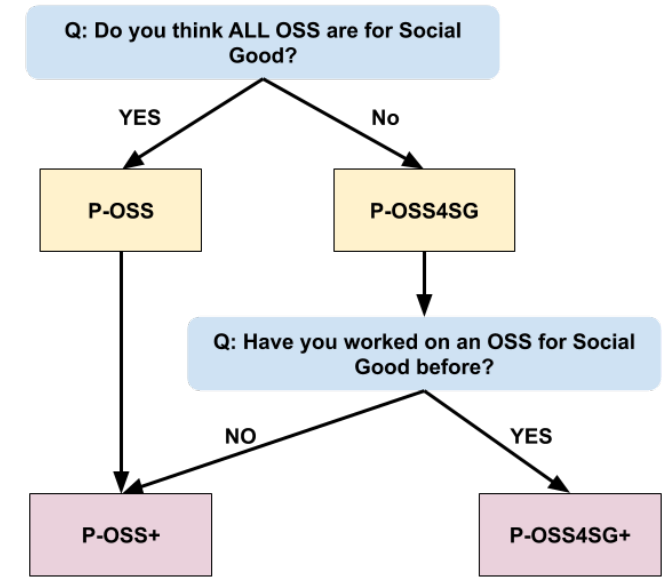 Q: Do you think ALL OSS are for Social
Good?
YES
No
P-OSS
P-OSS4SG
Q: Have you worked on an OSS for Social
Good before?
NO
YES
P-OSS+
P-OSS4SG+